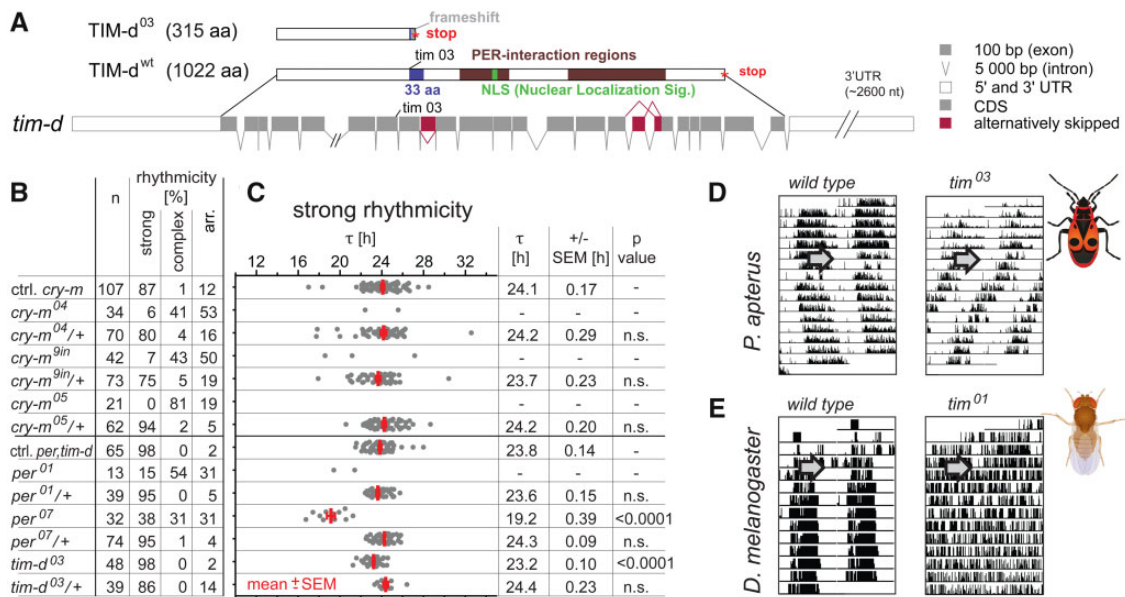 A
TIM-d03 (315 aa)
frameshift
* stop
tim 03
PER-interaction regions
TIM-dwt (1022 aa)
* stop
33 aa
NLS (Nuclear Localization Sig.)
tim 03
tim-d
3'UTR
(~2600 nt)
100 bp (exon)
5 000 bp (intron)
5' and 3' UTR
CDS
alternatively skipped
B
n
rhythmicity
[%]
strong
complex
arr.
C
strong rhythmicity
τ [h]
12 16 20 24 28 32
τ
[h]
+/-
SEM [h]
p
value
ctrl. cry-m 107 87 1 12 24.1 0.17 -
cry-m04 34 6 41 53 - - -
cry-m04/+ 70 80 4 16 24.2 0.29 n.s.
cry-m9in 42 7 43 50 - - -
cry-m9in/+ 73 75 5 19 23.7 0.23 n.s.
cry-m05 21 0 81 19 - - -
cry-m05/+ 62 94 2 5 24.2 0.20 n.s.
ctrl. per,tim-d 65 98 0 2 23.8 0.14 -
per01 13 15 54 31 - - -
per01/+ 39 95 0 5 23.6 0.15 n.s.
per07 32 38 31 31 19.2 0.39 <0.0001
per07/+ 74 95 1 4 24.3 0.09 n.s.
tim-d03 48 98 0 2 23.2 0.10 <0.0001
tim-d03/+ 39 86 0 14 mean ±SEM 24.4 0.23 n.s.
D
wild type
tim03
P. apterus
E
wild type
tim01
D. melanogaster